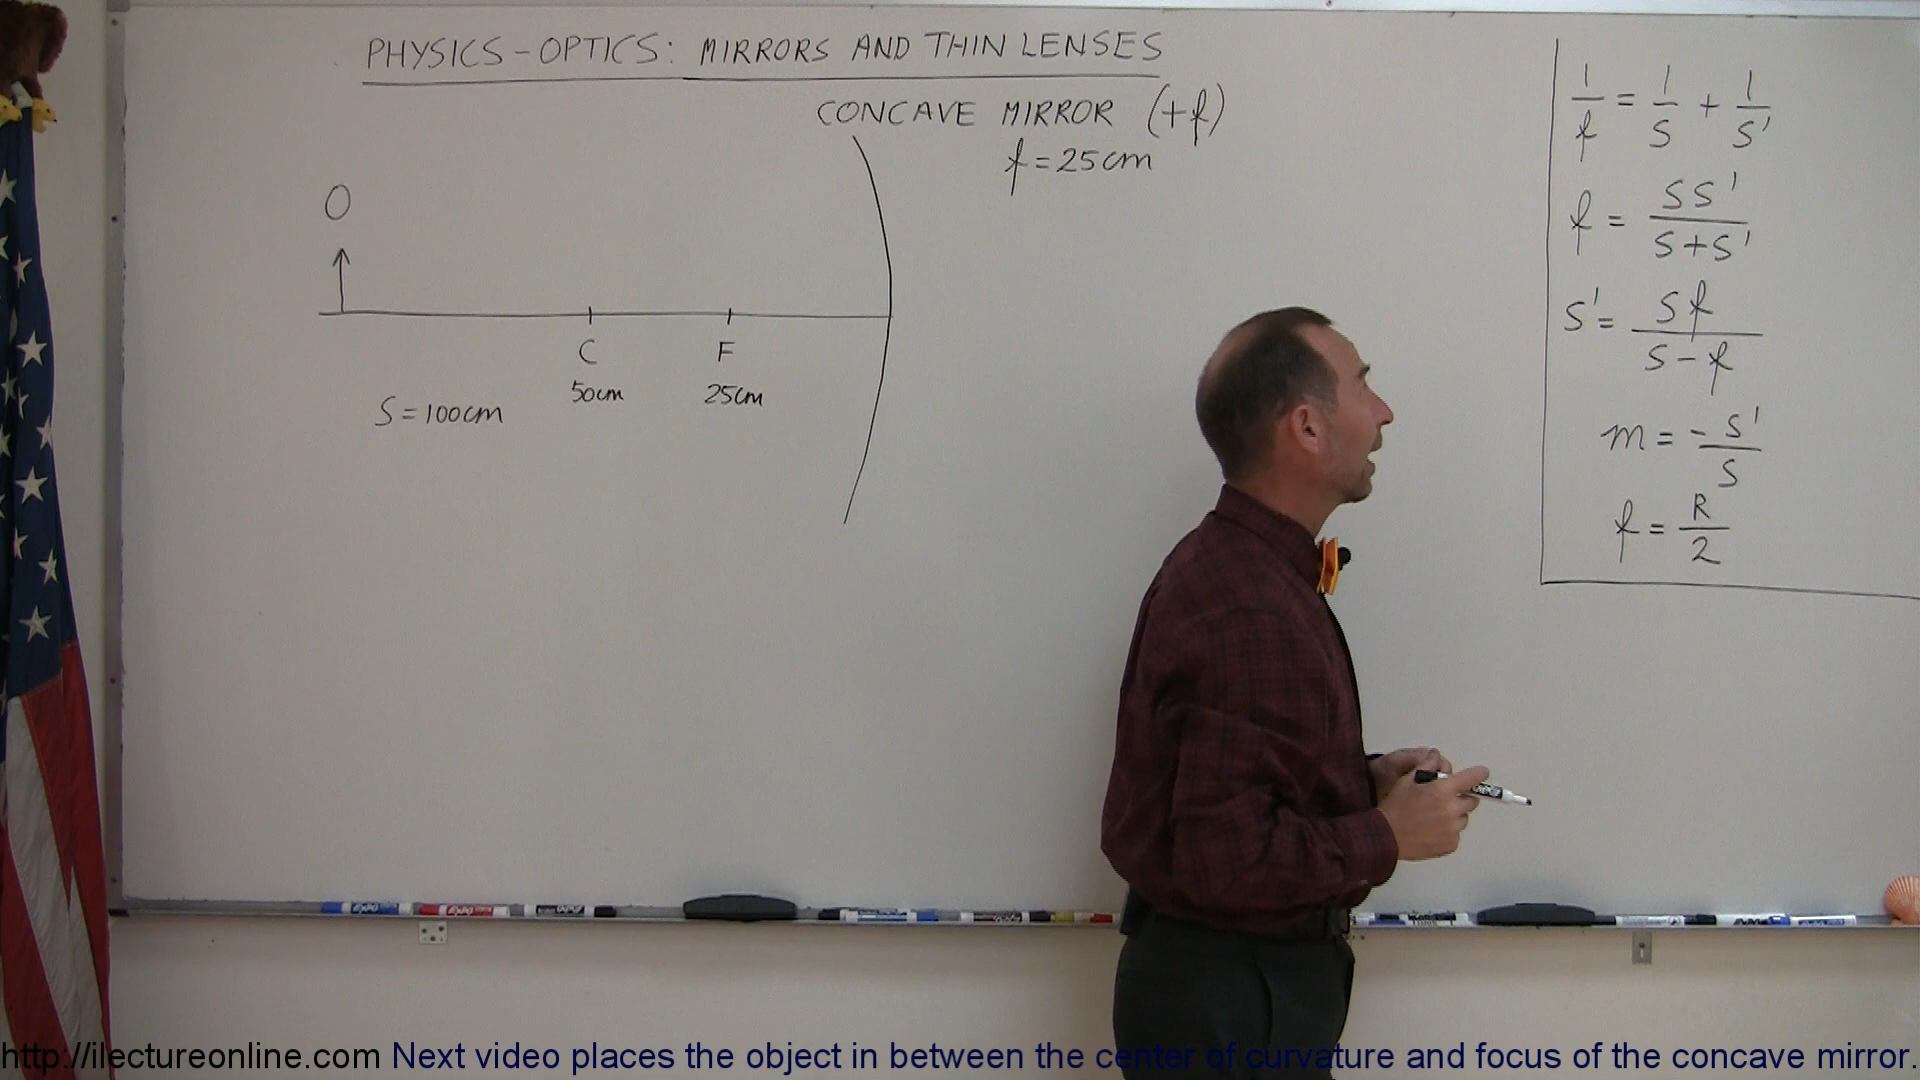 PHYSICS-OPTICS: MIRRORS AND THIN LENSES
CONCAVE MIRROR (+f)
f = 25cm
O
C
F
50cm
25cm
S = 100cm
1/f = 1/S + 1/S'
f = SS'/S+S'
S' = Sf/S-f
m = -S'/S
f = R/2
http://ilectureonline.com Next video places the object in between the center of curvature and focus of the concave mirror.